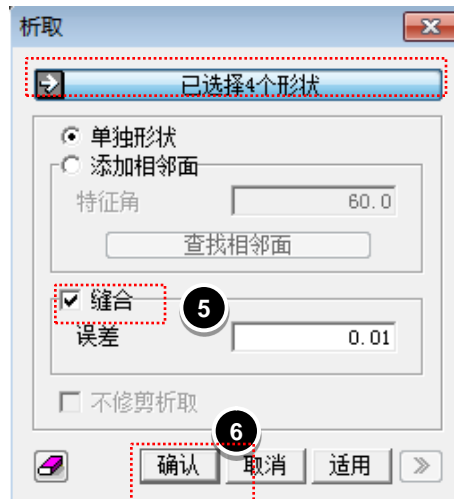 析取
已选择4个形状
单独形状
添加相邻面
特征角 60.0
查找相邻面
缝合 5
误差 0.01
不修剪析取
6
确认 取消 适用